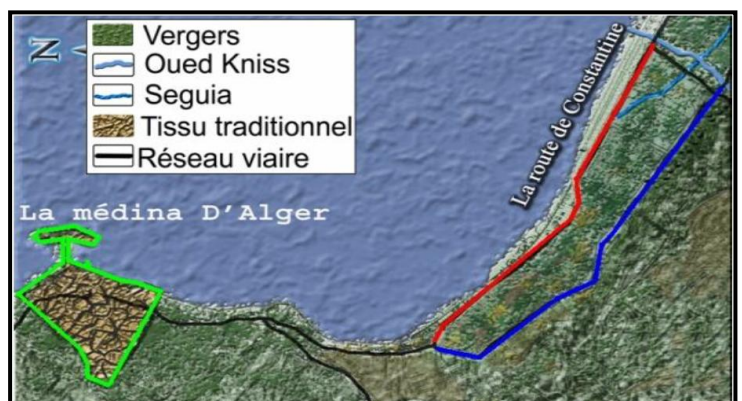 N
Vergers
Oued Kniss
Seguia
Tissu traditionnel
Réseau viaire
La médina D'Alger
La route de Constantine